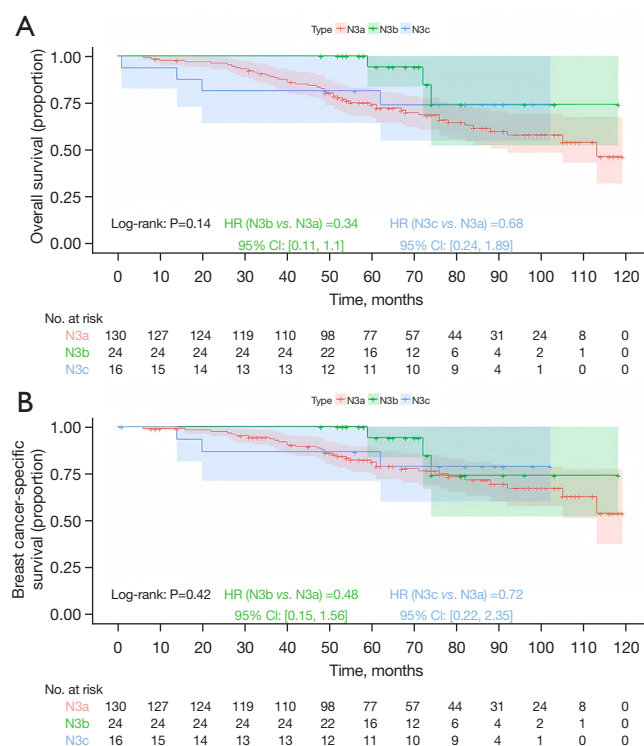 A
Type N3a N3b N3c
Overall survival (proportion)
1.00
0.75
0.50
0.25
0.00
Log-rank: P=0.14
HR (N3b vs. N3a) =0.34
95% CI: [0.11, 1.1]
HR (N3c vs. N3a) =0.68
95% CI: [0.24, 1.89]
0 10 20 30 40 50 60 70 80 90 100 110 120
Time, months
No. at risk
N3a 130 127 124 119 110 98 77 57 44 31 24 8 0
N3b 24 24 24 24 24 22 16 12 6 4 2 1 0
N3c 16 15 14 13 13 12 11 10 9 4 1 0 0
B
Type N3a N3b N3c
Breast cancer-specific
survival (proportion)
1.00
0.75
0.50
0.25
0.00
Log-rank: P=0.42
HR (N3b vs. N3a) =0.48
95% CI: [0.15, 1.56]
HR (N3c vs. N3a) =0.72
95% CI: [0.22, 2.35]
0 10 20 30 40 50 60 70 80 90 100 110 120
Time, months
No. at risk
N3a 130 127 124 119 110 98 77 57 44 31 24 8 0
N3b 24 24 24 24 24 22 16 12 6 4 2 1 0
N3c 16 15 14 13 13 12 11 10 9 4 1 0 0